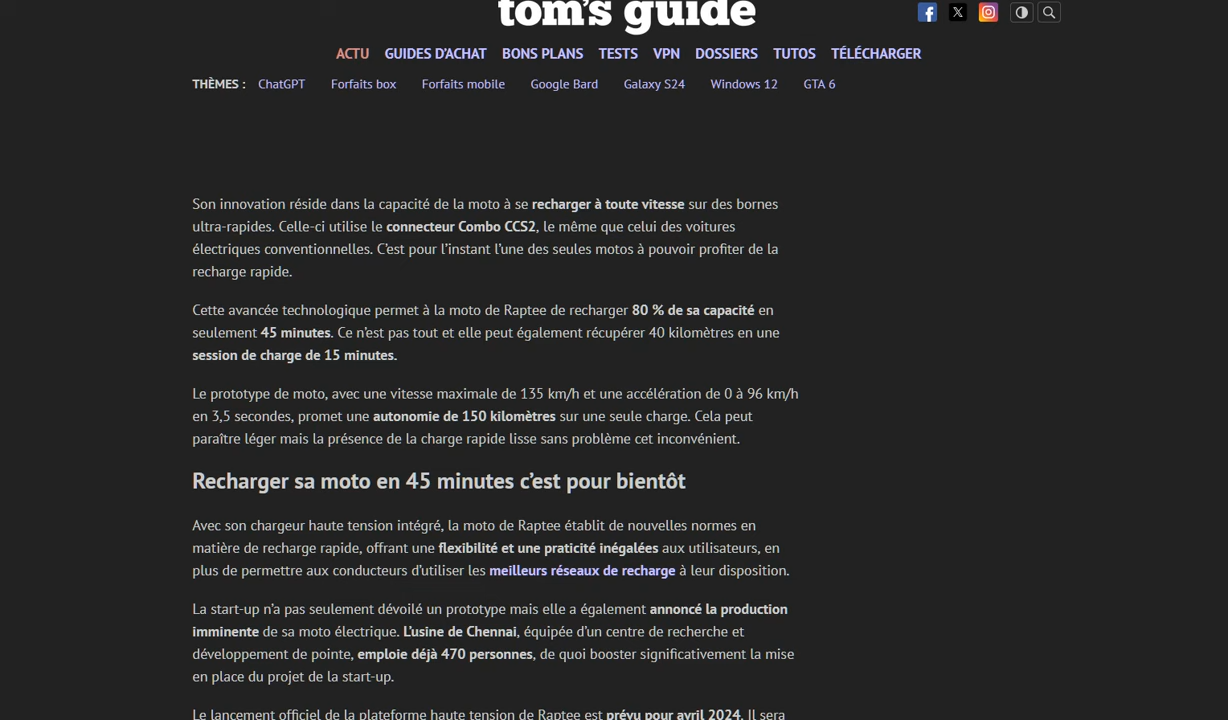 tom's guide
ACTU GUIDES D'ACHAT BONS PLANS TESTS VPN DOSSIERS TUTOS TÉLÉCHARGER
THÈMES : ChatGPT Forfaits box Forfaits mobile Google Bard Galaxy S24 Windows 12 GTA 6
Son innovation réside dans la capacité de la moto à se recharger à toute vitesse sur des bornes
ultra-rapides. Celle-ci utilise le connecteur Combo CCS2, le même que celui des voitures
électriques conventionnelles. C’est pour l’instant l’une des seules motos à pouvoir profiter de la
recharge rapide.
Cette avancée technologique permet à la moto de Raptee de recharger 80 % de sa capacité en
seulement 45 minutes. Ce n’est pas tout et elle peut également récupérer 40 kilomètres en une
session de charge de 15 minutes.
Le prototype de moto, avec une vitesse maximale de 135 km/h et une accélération de 0 à 96 km/h
en 3,5 secondes, promet une autonomie de 150 kilomètres sur une seule charge. Cela peut
paraître léger mais la présence de la charge rapide lisse sans problème cet inconvénient.
Recharger sa moto en 45 minutes c’est pour bientôt
Avec son chargeur haute tension intégré, la moto de Raptee établit de nouvelles normes en
matière de recharge rapide, offrant une flexibilité et une praticité inégalées aux utilisateurs, en
plus de permettre aux conducteurs d’utiliser les meilleurs réseaux de recharge à leur disposition.
La start-up n’a pas seulement dévoilé un prototype mais elle a également annoncé la production
imminente de sa moto électrique. L’usine de Chennai, équipée d’un centre de recherche et
développement de pointe, emploie déjà 470 personnes, de quoi booster significativement la mise
en place du projet de la start-up.
Le lancement officiel de la plateforme haute tension de Raptee est prévu pour avril 2024. Il sera